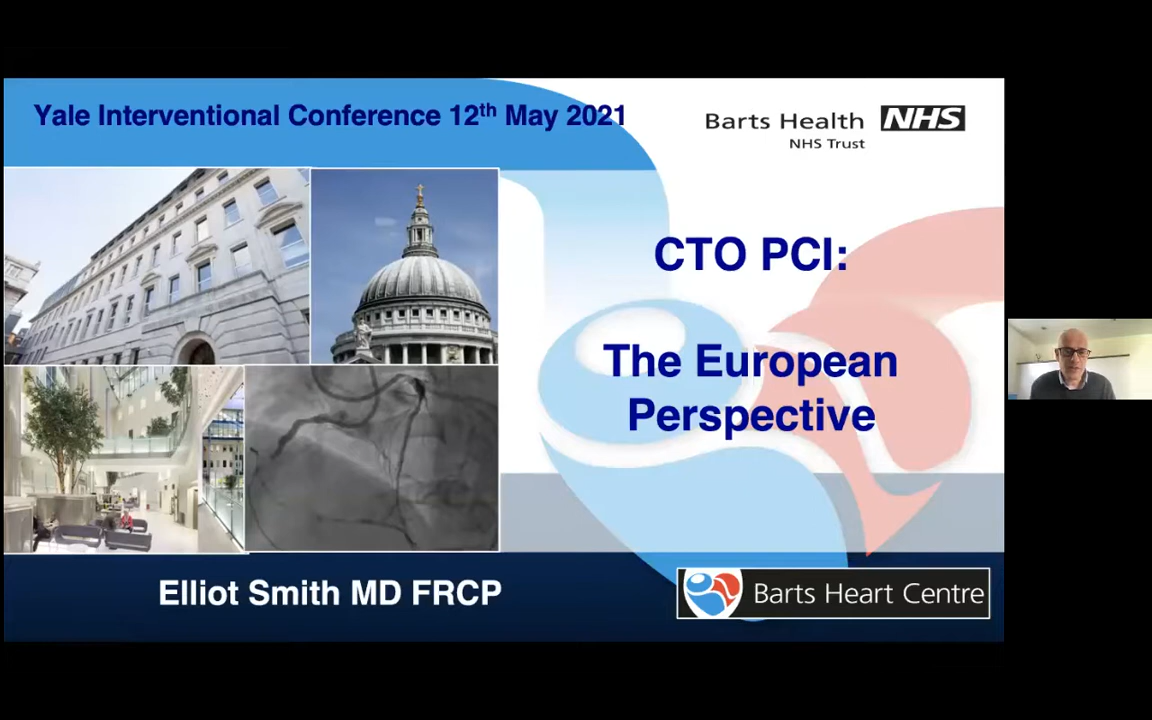 Yale Interventional Conference 12th May 2021
Barts Health NHS
NHS Trust
CTO PCI:
The European
Perspective
Elliot Smith MD FRCP
Barts Heart Centre